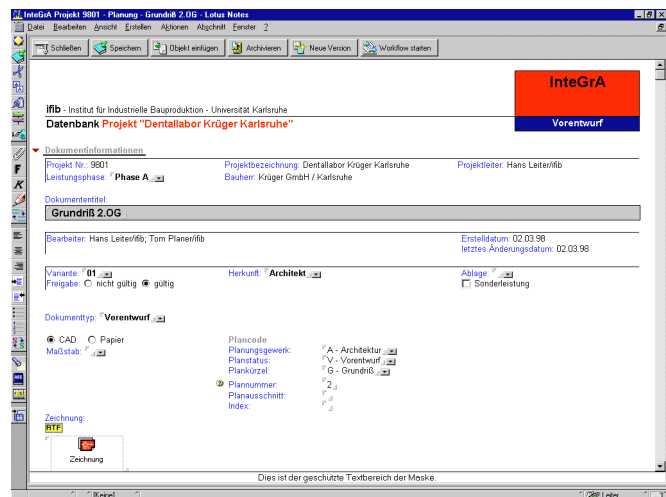 InteGrA Projekt 9801 - Planung - Grundriß 2.OG - Lotus Notes
Datei Bearbeiten Ansicht Erstellen Aktionen Abschnitt Fenster ?
Schließen Speichern Objekt einfügen Archivieren Neue Version Workflow starten
InteGrA
ifib - Institut für Industrielle Bauproduktion - Universität Karlsruhe
Datenbank Projekt "Dentallabor Krüger Karlsruhe" Vorentwurf
Dokumentinformationen
Projekt Nr.: 9801 Projektbezeichnung: Dentallabor Krüger Karlsruhe Projektleiter: Hans Leiter/ifib
Leistungsphase: Phase A Bauherr: Krüger GmbH / Karlsruhe
Dokumententitel:
Grundriß 2.OG
Bearbeiter: Hans Leiter/ifib; Tom Planer/ifib Erstelldatum: 02.03.98
letztes Änderungsdatum: 02.03.98
Variante: 01 Herkunft: Architekt Ablage:
Freigabe: nicht gültig gültig Sonderleistung
Dokumenttyp: Vorentwurf
CAD Papier Plancode
Maßstab: Planungsgewerk: A - Architektur
Planstatus: V - Vorentwurf
Plankürzel: G - Grundriß
Plannummer: 2
Planausschnitt:
Index:
Zeichnung:
RTF
Zeichnung
Dies ist der geschützte Textbereich der Maske.
[Keine] Leiter